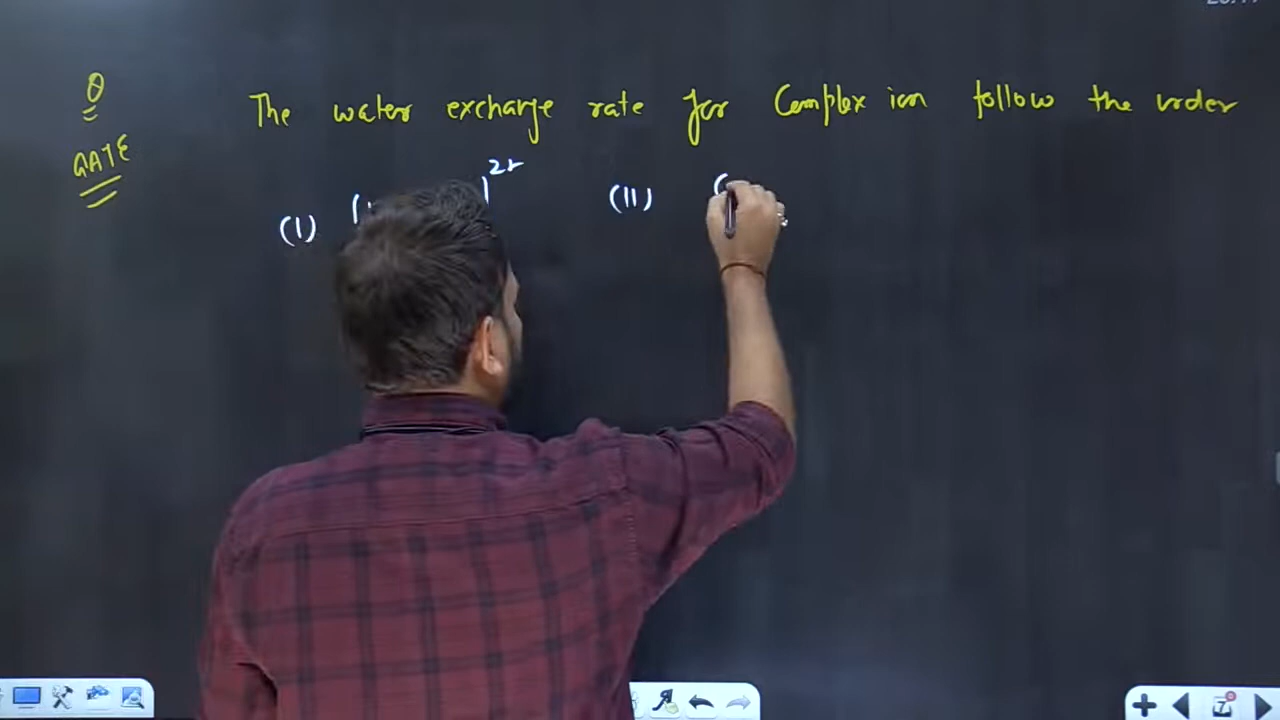 Q The water exchange rate for Complex ion follow the order
GATE
(I) [ ]2+ (II) [